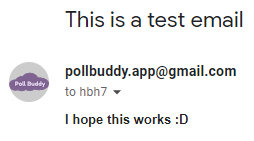 This is a test email
Poll Buddy
pollbuddy.app@gmail.com
to hbh7
I hope this works :D